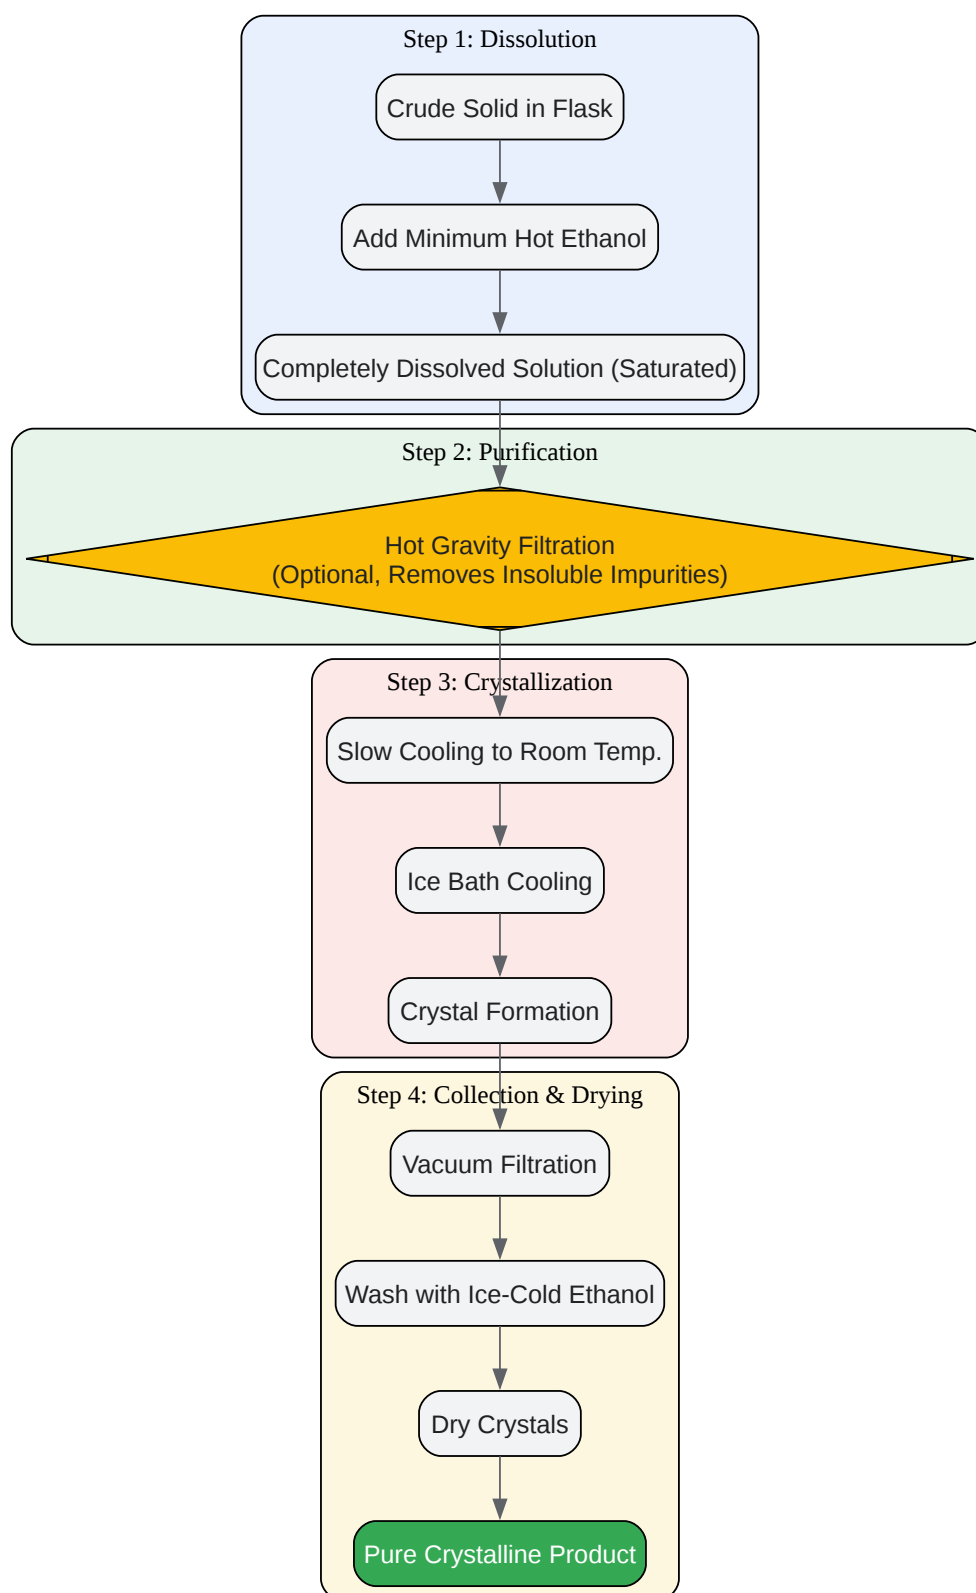 Step 1: Dissolution
Crude Solid in Flask
Add Minimum Hot Ethanol
Completely Dissolved Solution (Saturated)
Step 2: Purification
Hot Gravity Filtration
(Optional, Removes Insoluble Impurities)
Step 3: Crystallization
Slow Cooling to Room Temp.
Ice Bath Cooling
Crystal Formation
Step 4: Collection & Drying
Vacuum Filtration
Wash with Ice-Cold Ethanol
Dry Crystals
Pure Crystalline Product